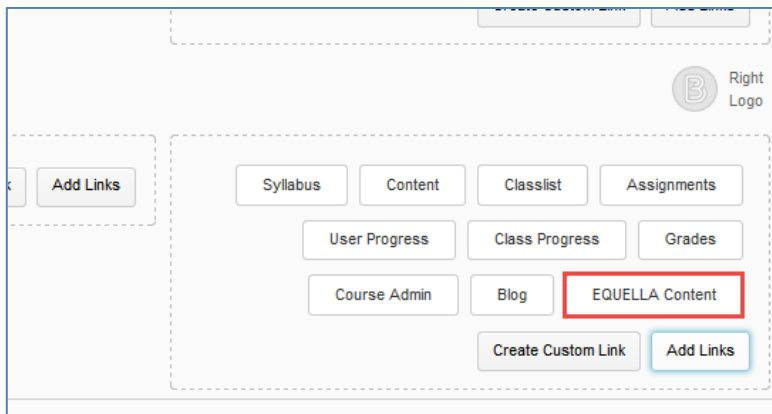 Right
Logo
Add Links
Syllabus Content Classlist Assignments
User Progress Class Progress Grades
Course Admin Blog EQUELLA Content
Create Custom Link Add Links